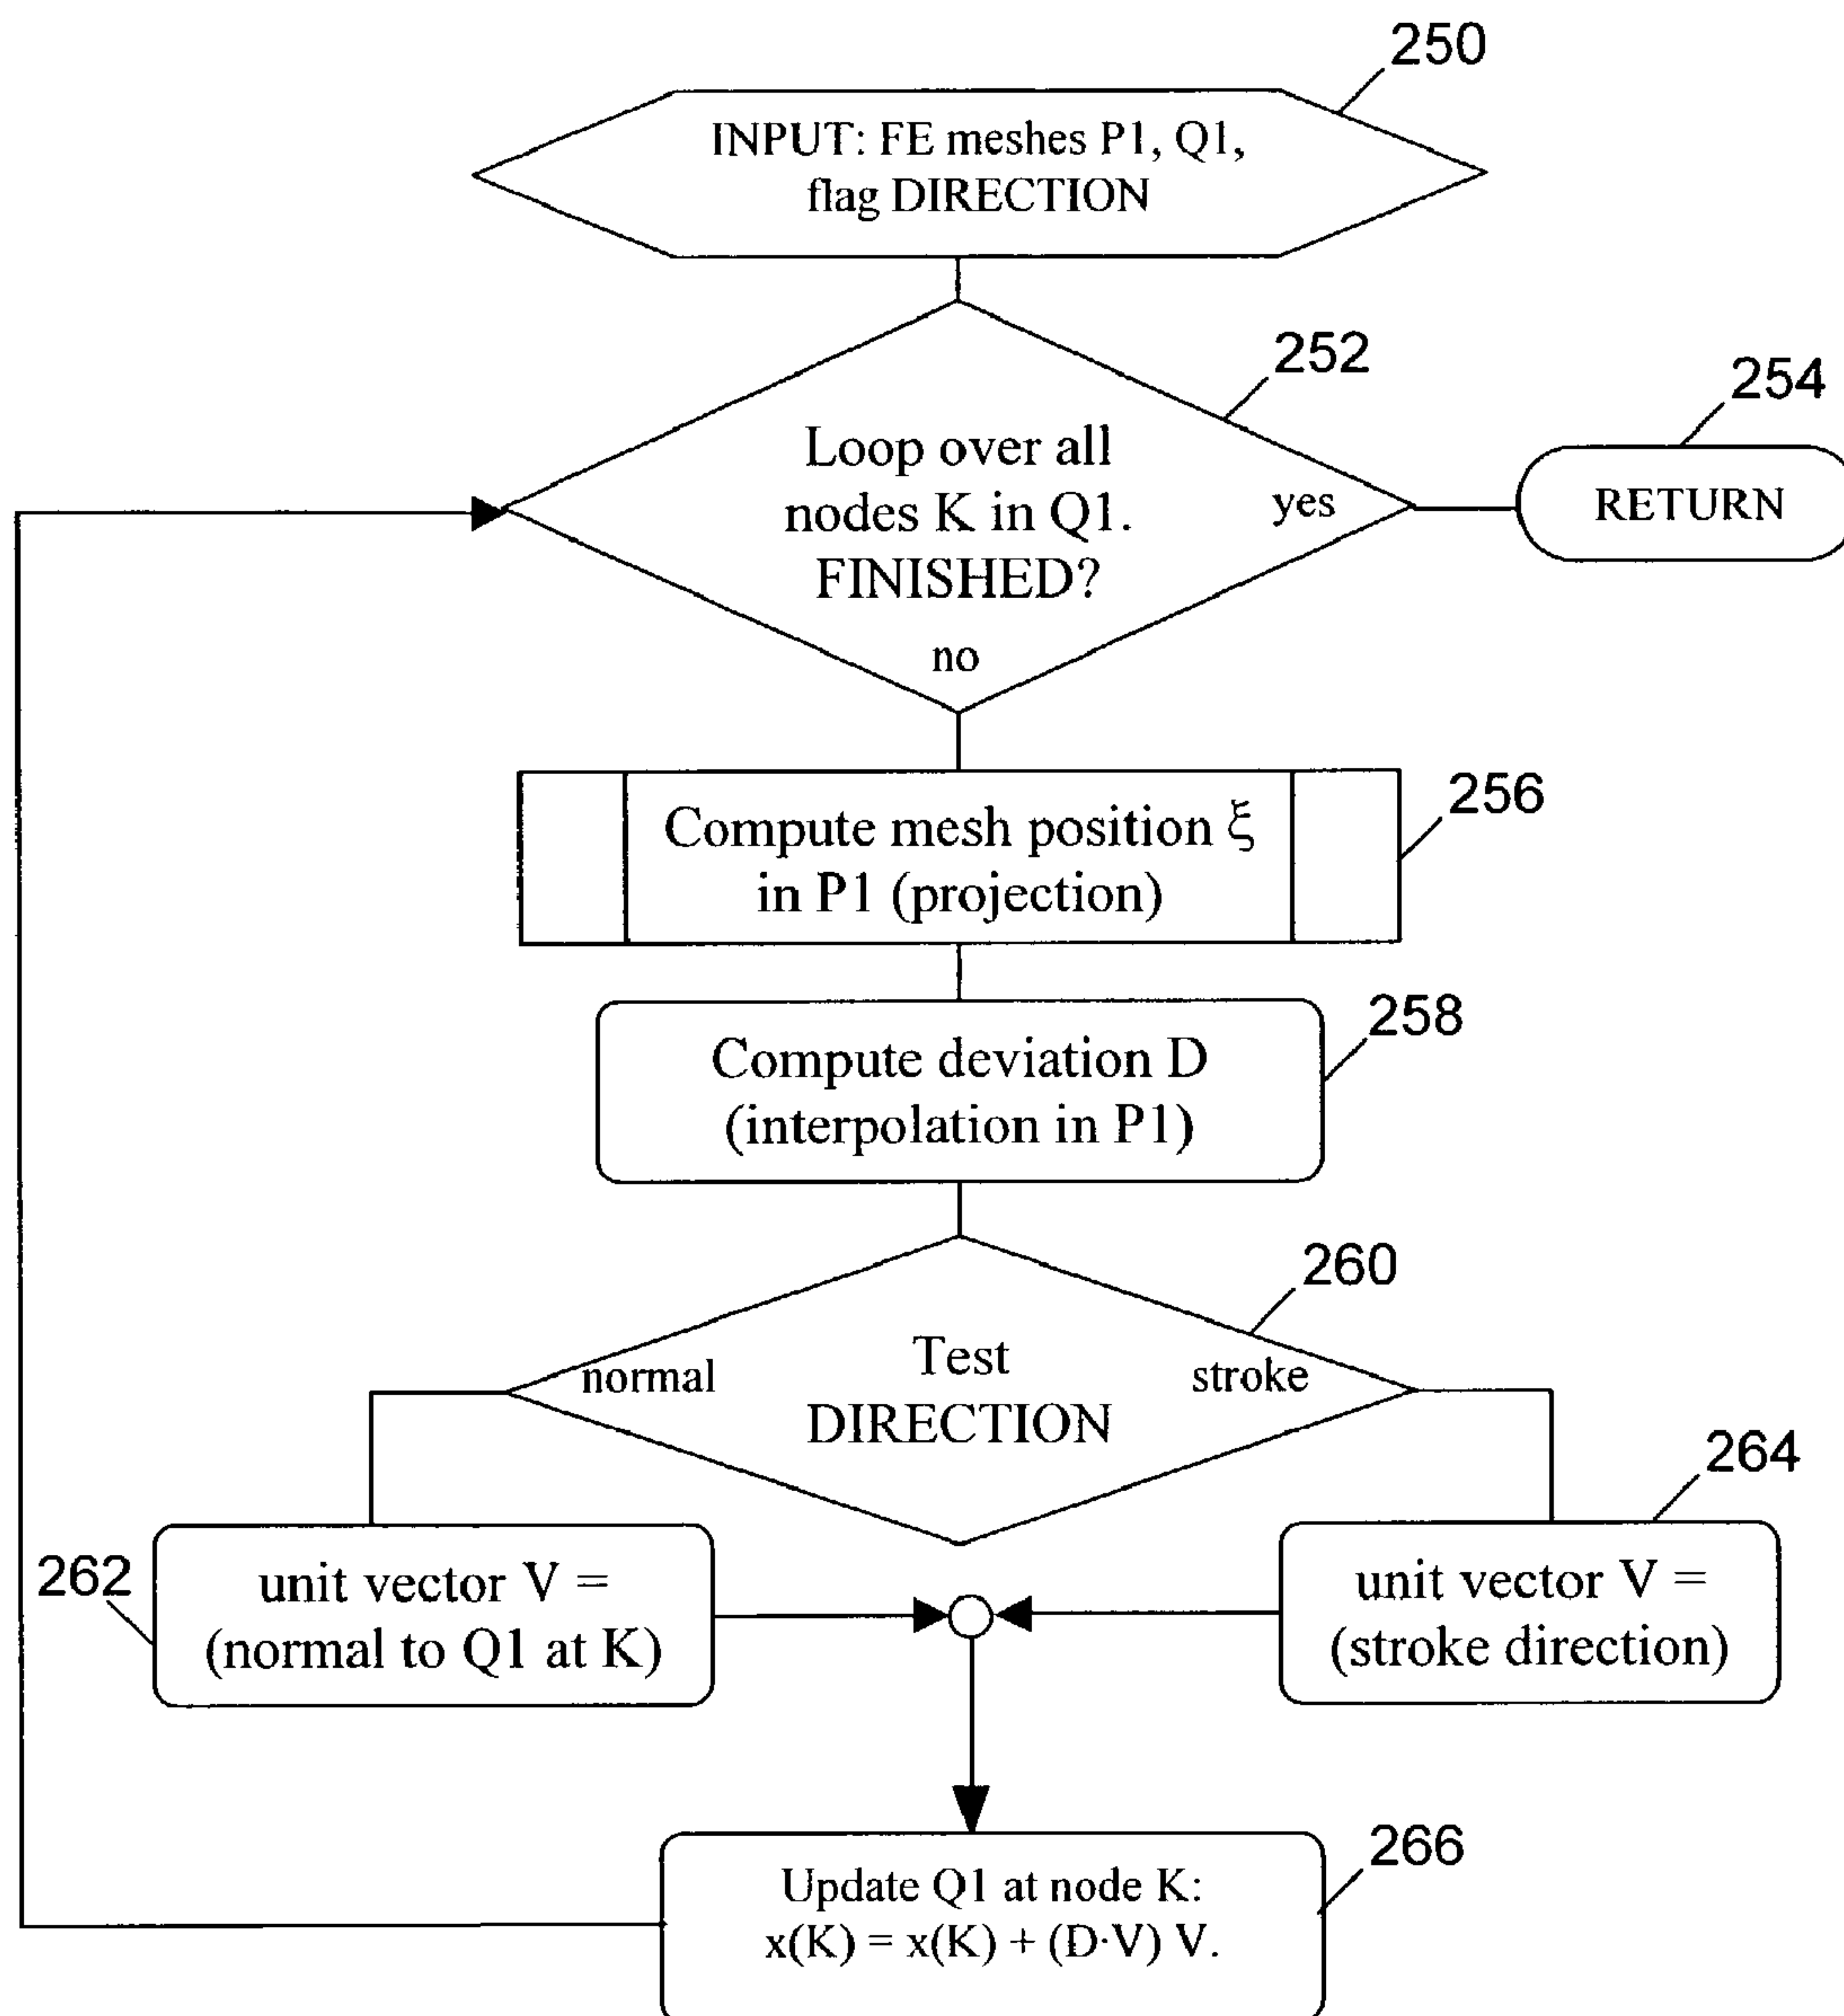 250
INPUT: FE meshes P1, Q1,
flag DIRECTION
252
254
Loop over all
nodes K in Q1.
FINISHED?
yes
RETURN
no
256
Compute mesh position ξ
in P1 (projection)
258
Compute deviation D
(interpolation in P1)
260
normal
Test
DIRECTION
stroke
264
262
unit vector V =
(normal to Q1 at K)
unit vector V =
(stroke direction)
266
Update Q1 at node K:
x(K) = x(K) + (D·V) V.